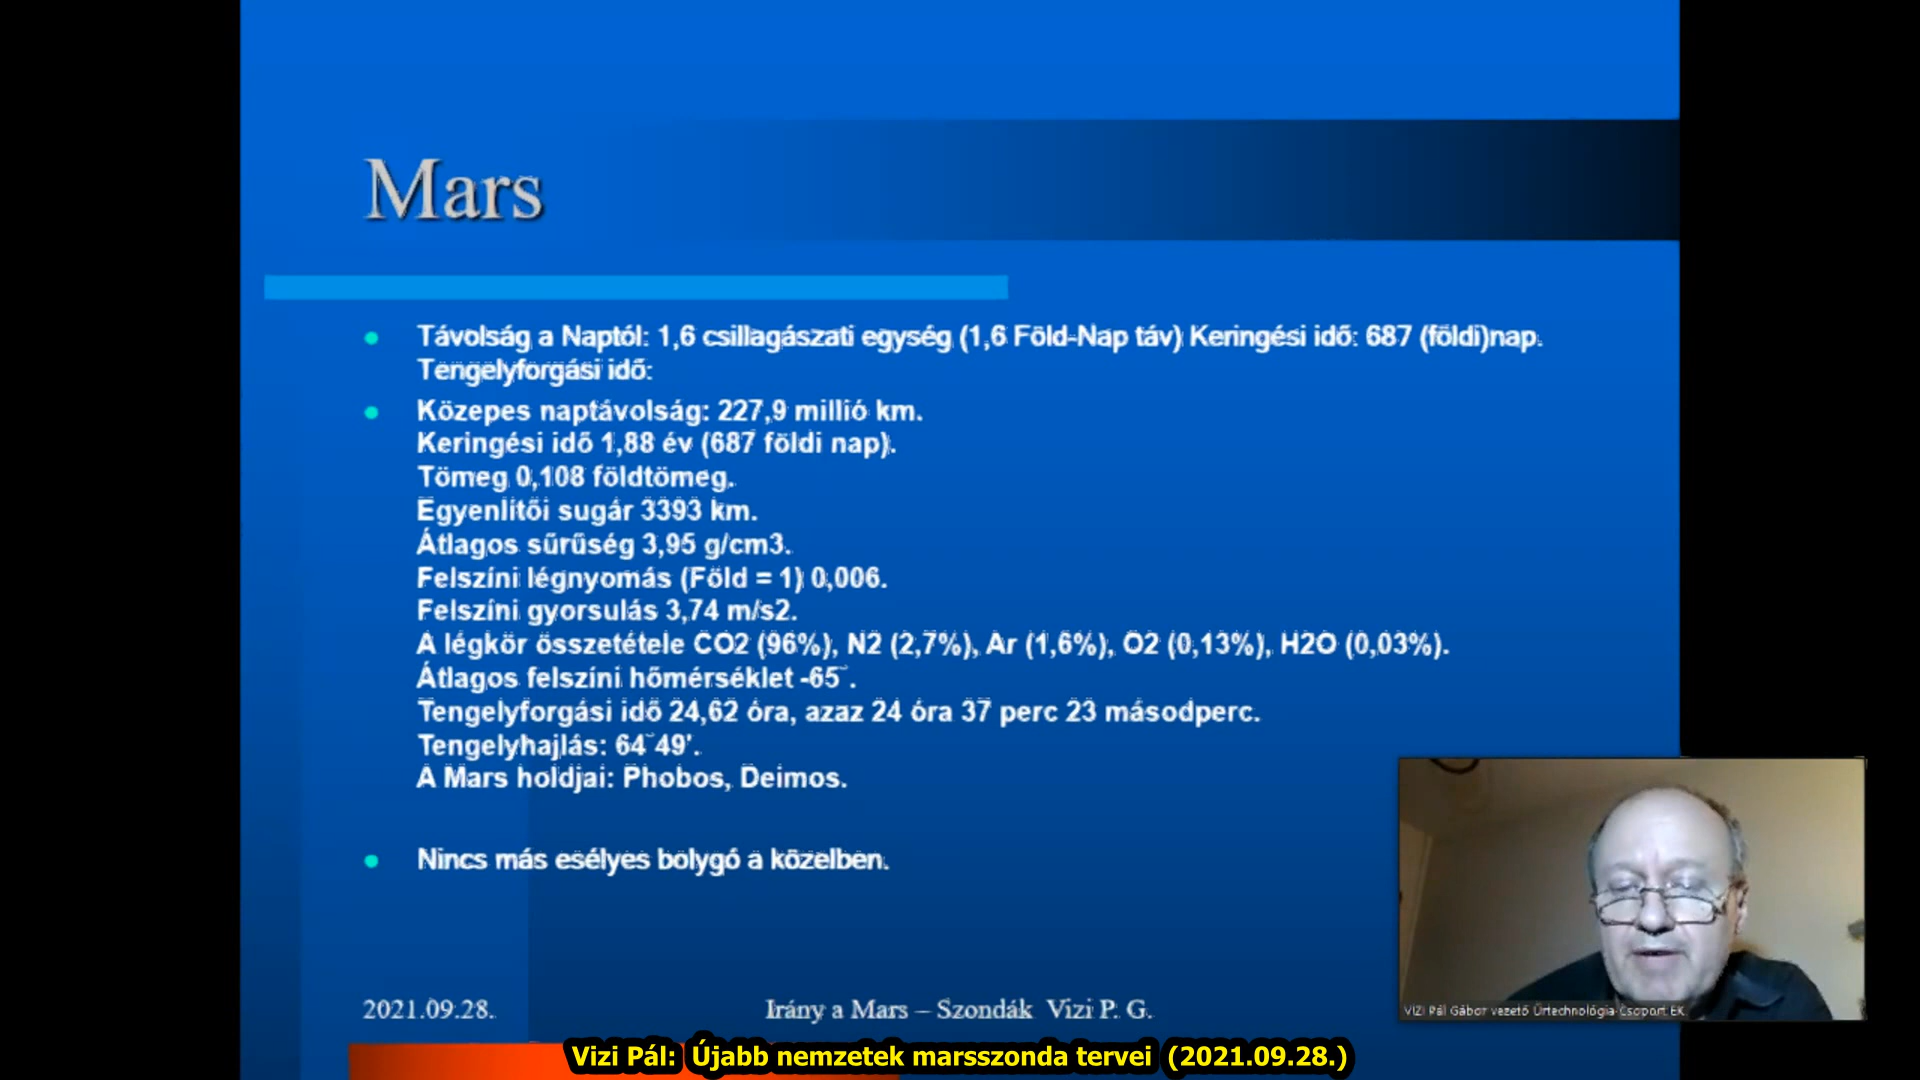 Mars
Távolság a Naptól: 1,6 csillagászati egység (1,6 Föld-Nap táv) Keringési idő: 687 (földi)nap.
Tengelyforgási idő:
Közepes naptávolság: 227,9 millió km.
Keringési idő 1,88 év (687 földi nap).
Tömeg 0,108 földtömeg.
Egyenlítői sugár 3393 km.
Átlagos sűrűség 3,95 g/cm3.
Felszíni légnyomás (Föld = 1) 0,006.
Felszíni gyorsulás 3,74 m/s2.
A légkör összetétele CO2 (96%), N2 (2,7%), Ar (1,6%), O2 (0,13%), H2O (0,03%).
Átlagos felszíni hőmérséklet -65˘.
Tengelyforgási idő 24,62 óra, azaz 24 óra 37 perc 23 másodperc.
Tengelyhajlás: 64˘49'.
A Mars holdjai: Phobos, Deimos.
Nincs más esélyes bolygó a közelben.
2021.09.28.
Irány a Mars – Szondák Vizi P. G.
VIZI Pál Gábor vezető Űrtechnológia Csoport EK
Vizi Pál: Újabb nemzetek marsszonda tervei (2021.09.28.)